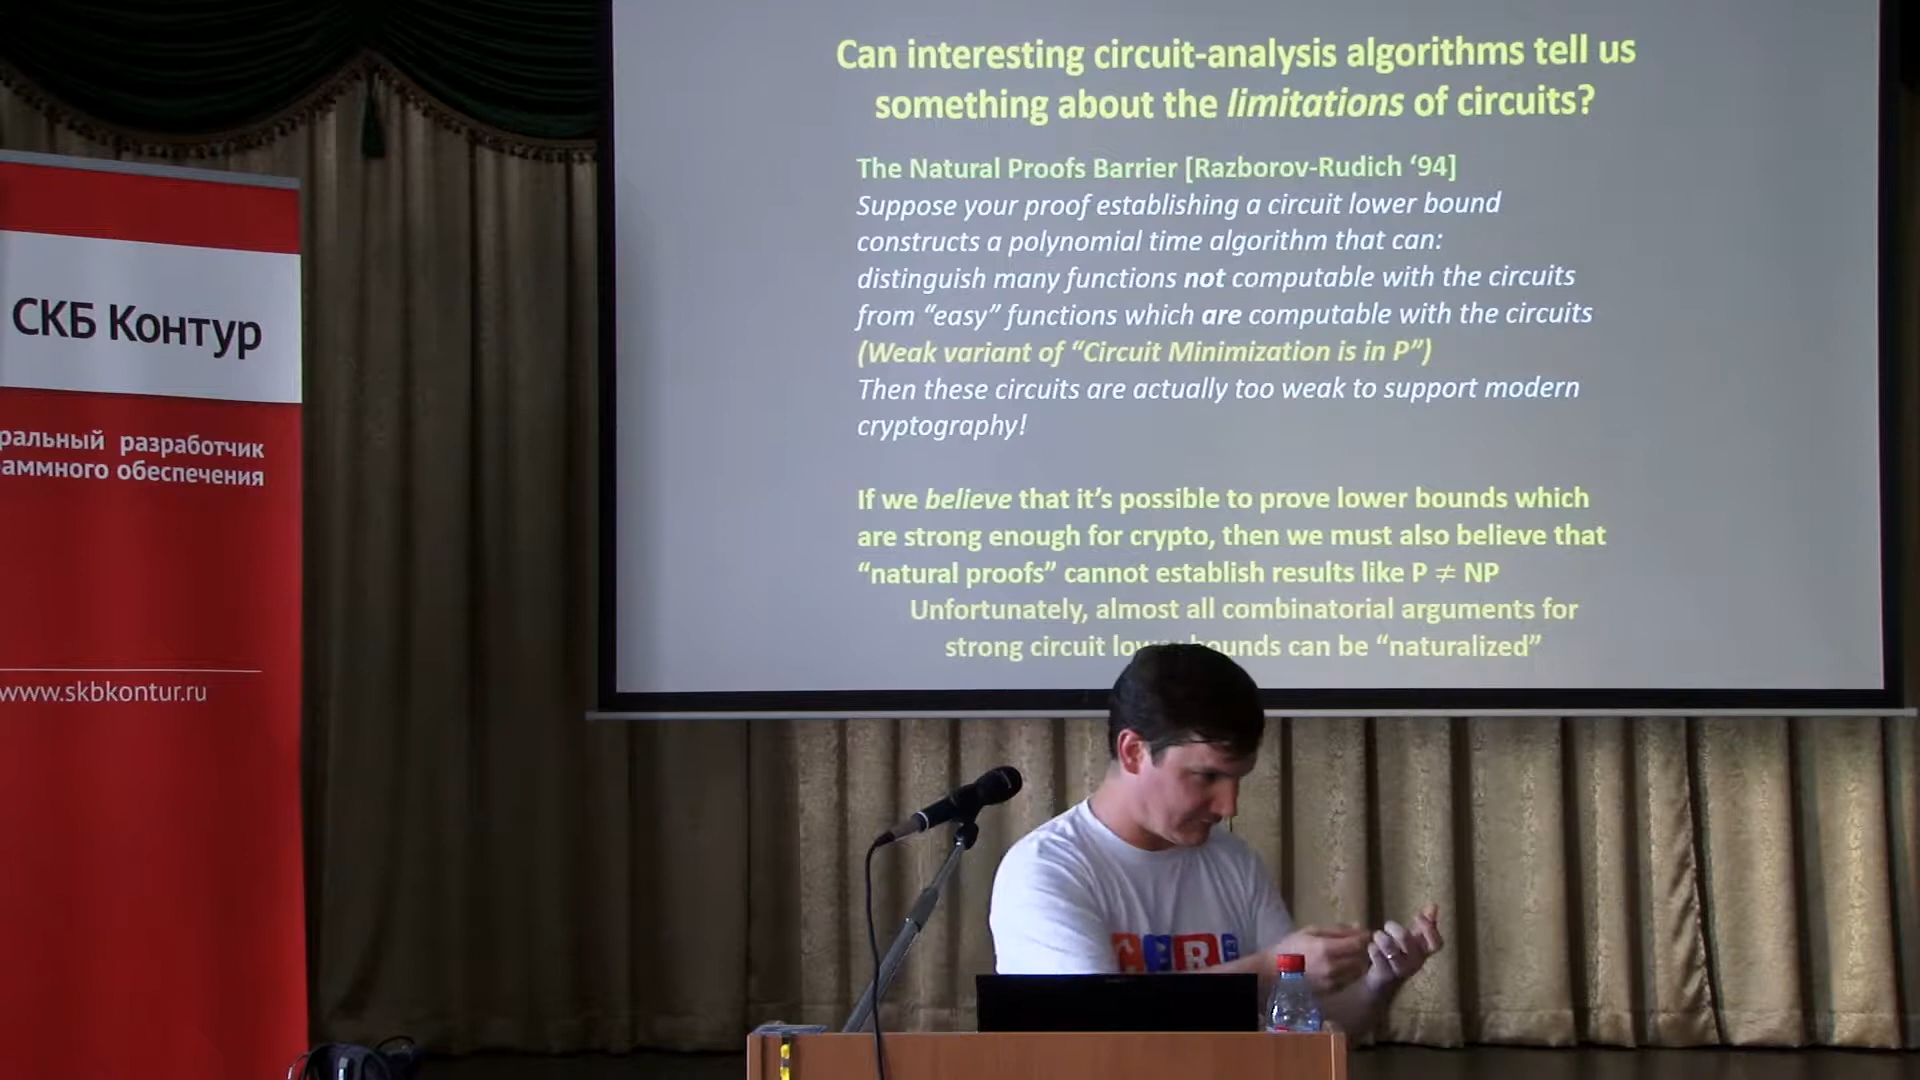 Can interesting circuit-analysis algorithms tell us
something about the limitations of circuits?
The Natural Proofs Barrier [Razborov-Rudich ‘94]
Suppose your proof establishing a circuit lower bound
constructs a polynomial time algorithm that can:
distinguish many functions not computable with the circuits
from “easy” functions which are computable with the circuits
(Weak variant of “Circuit Minimization is in P”)
Then these circuits are actually too weak to support modern
cryptography!
If we believe that it’s possible to prove lower bounds which
are strong enough for crypto, then we must also believe that
“natural proofs” cannot establish results like P ≠ NP
Unfortunately, almost all combinatorial arguments for
strong circuit bounds can be “naturalized”
СКБ Контур
разработчик
обеспечения
www.skbkontur.ru